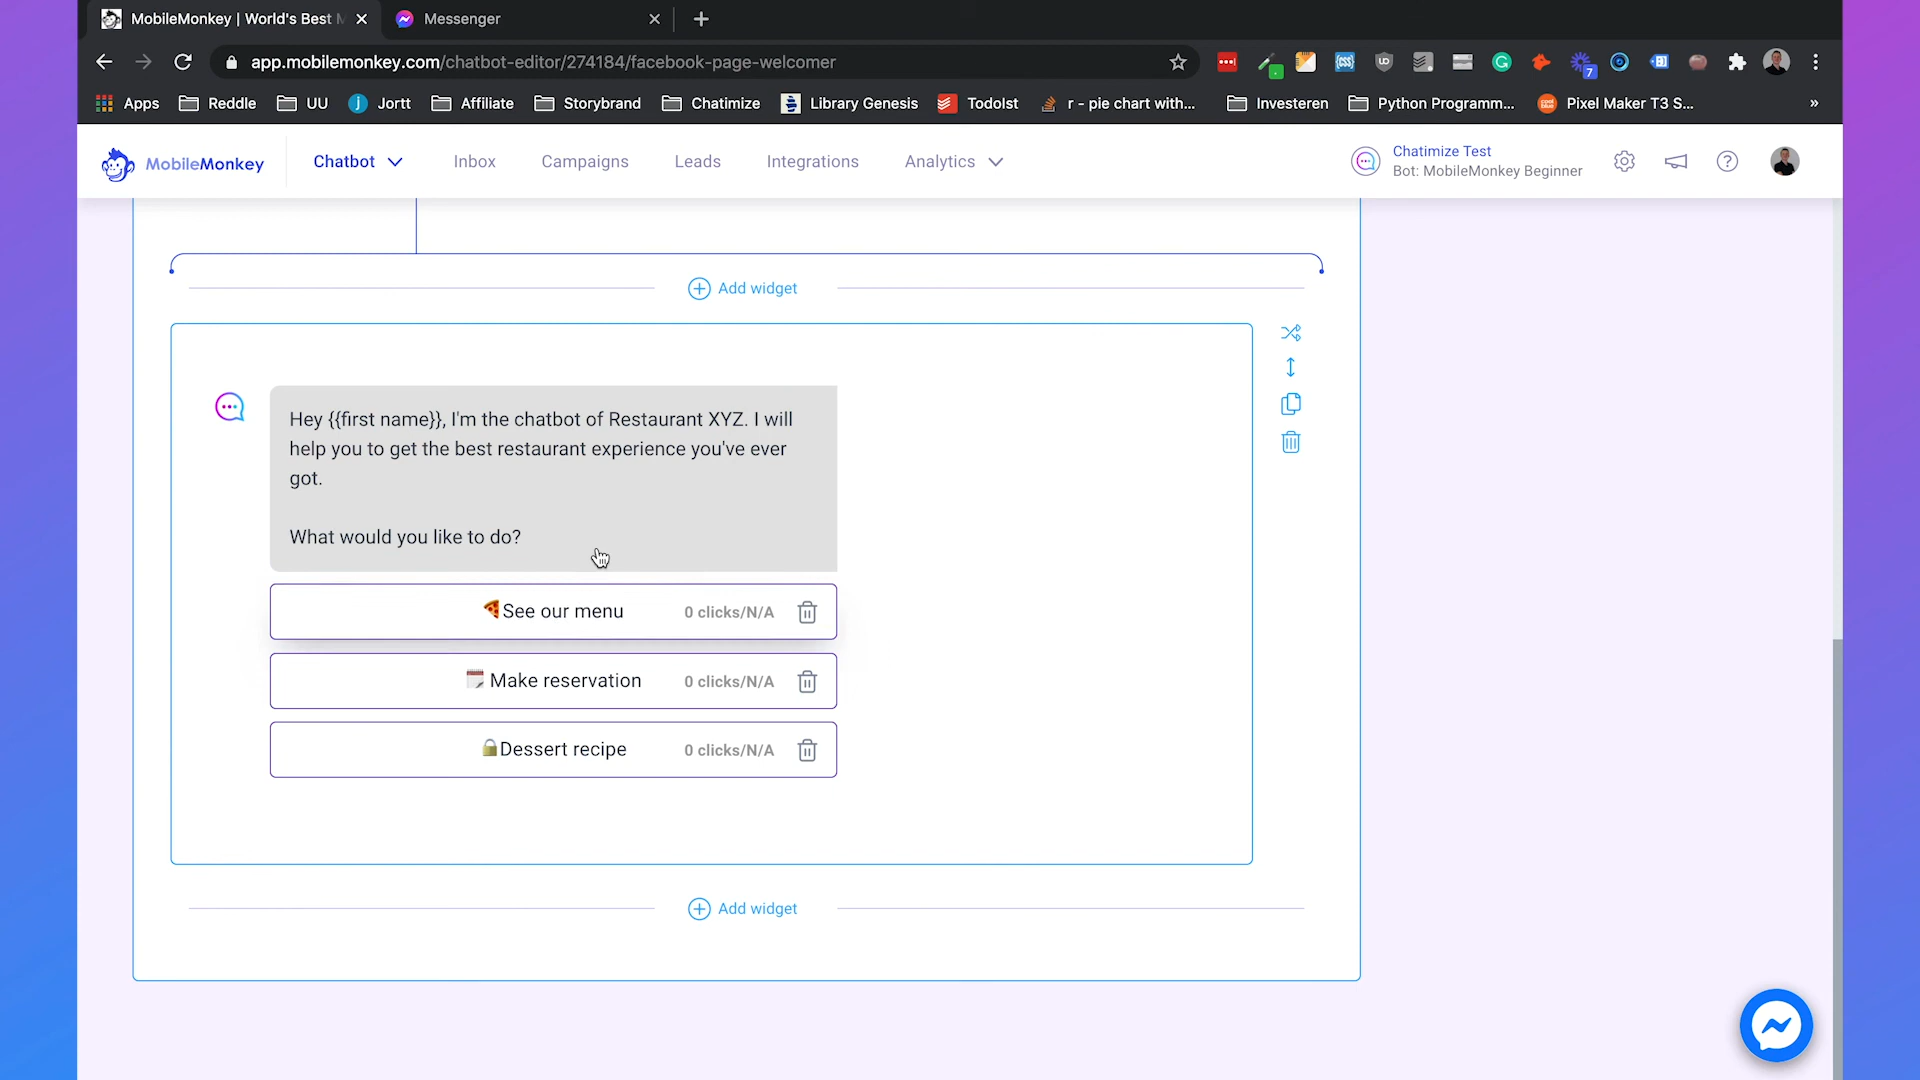 MobileMonkey | World's Best M
Messenger
app.mobilemonkey.com/chatbot-editor/274184/facebook-page-welcomer
7
Apps
Reddle
UU
Jortt
Affiliate
Storybrand
Chatimize
Library Genesis
TodoIst
r - pie chart with...
Investeren
Python Programm...
Pixel Maker T3 S...
»
MobileMonkey
Chatbot
Inbox
Campaigns
Leads
Integrations
Analytics
Chatimize Test
Bot: MobileMonkey Beginner
Add widget
Hey {{first name}}, I'm the chatbot of Restaurant XYZ. I will
help you to get the best restaurant experience you've ever
got.
What would you like to do?
See our menu 0 clicks/N/A
Make reservation 0 clicks/N/A
Dessert recipe 0 clicks/N/A
Add widget